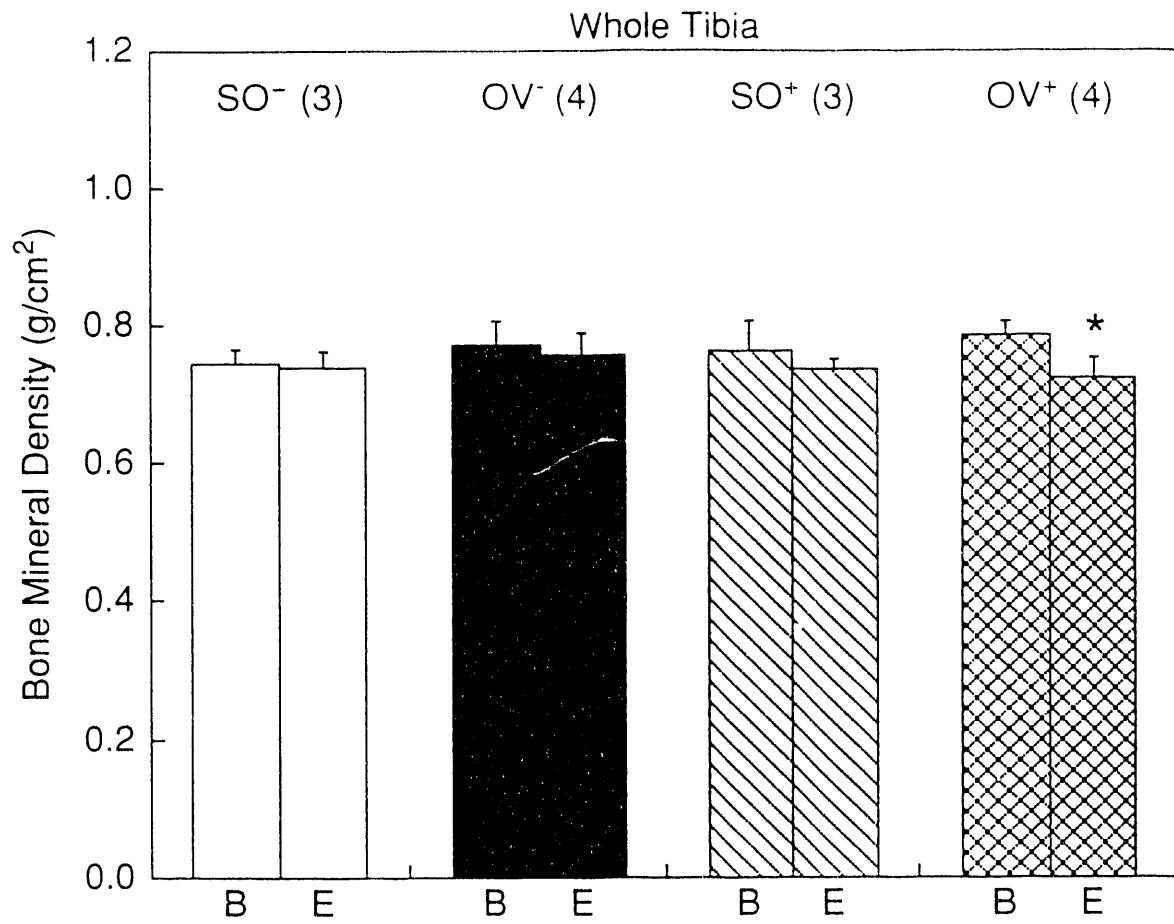 Whole Tibia
1.2
SO⁻ (3) OV⁻ (4) SO⁺ (3) OV⁺ (4)
1.0
0.8
*
0.6
0.4
0.2
0.0
B E B E B E B E
Bone Mineral Density (g/cm²)